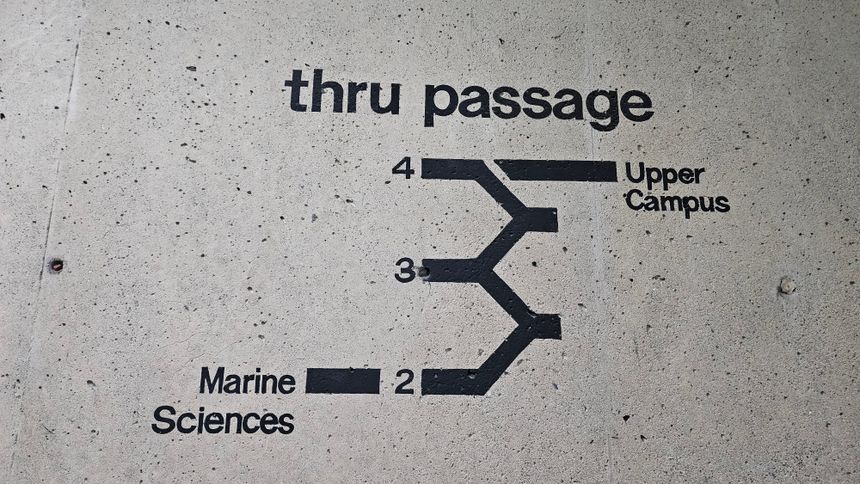 thru passage
4
Upper
Campus
3
Marine
2
Sciences